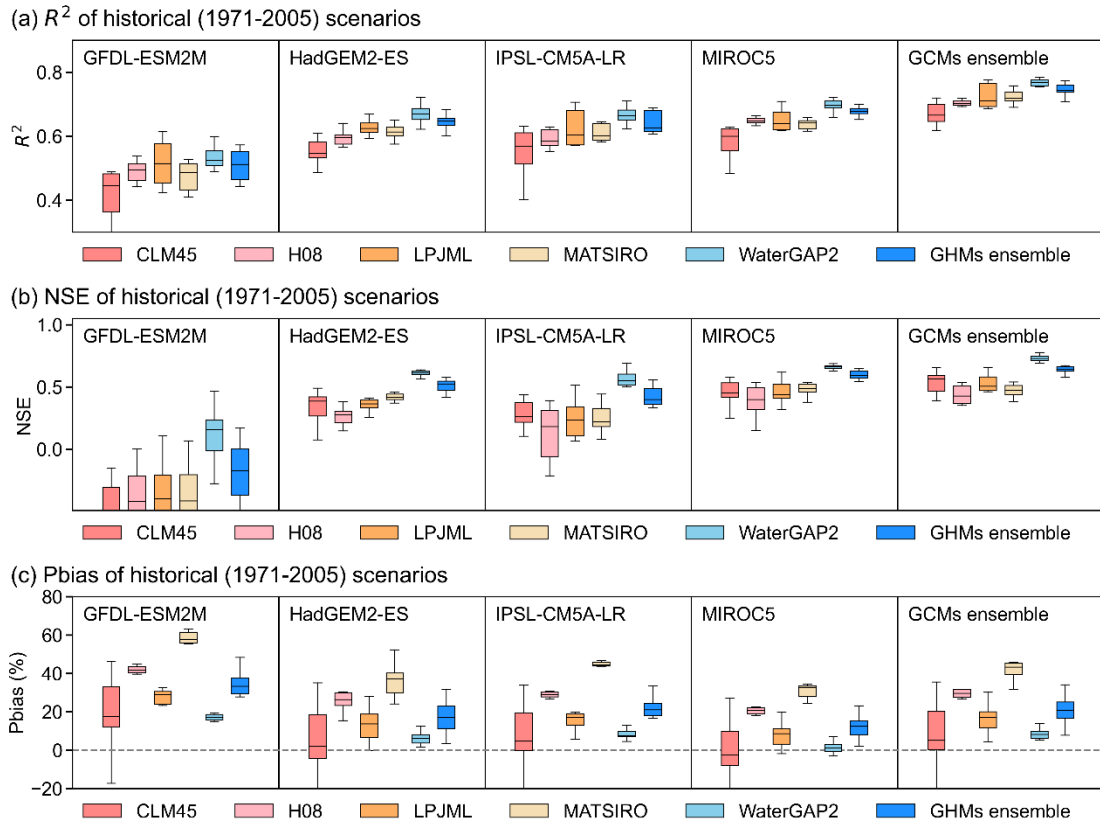 (a) R² of historical (1971-2005) scenarios
GFDL-ESM2M HadGEM2-ES IPSL-CM5A-LR MIROC5 GCMs ensemble
0.8
0.6
0.4
R²
CLM45 H08 LPJML MATSIRO WaterGAP2 GHMs ensemble
(b) NSE of historical (1971-2005) scenarios
GFDL-ESM2M HadGEM2-ES IPSL-CM5A-LR MIROC5 GCMs ensemble
1.0
0.5
0.0
NSE
CLM45 H08 LPJML MATSIRO WaterGAP2 GHMs ensemble
(c) Pbias of historical (1971-2005) scenarios
GFDL-ESM2M HadGEM2-ES IPSL-CM5A-LR MIROC5 GCMs ensemble
80
60
40
20
0
−20
Pbias (%)
CLM45 H08 LPJML MATSIRO WaterGAP2 GHMs ensemble